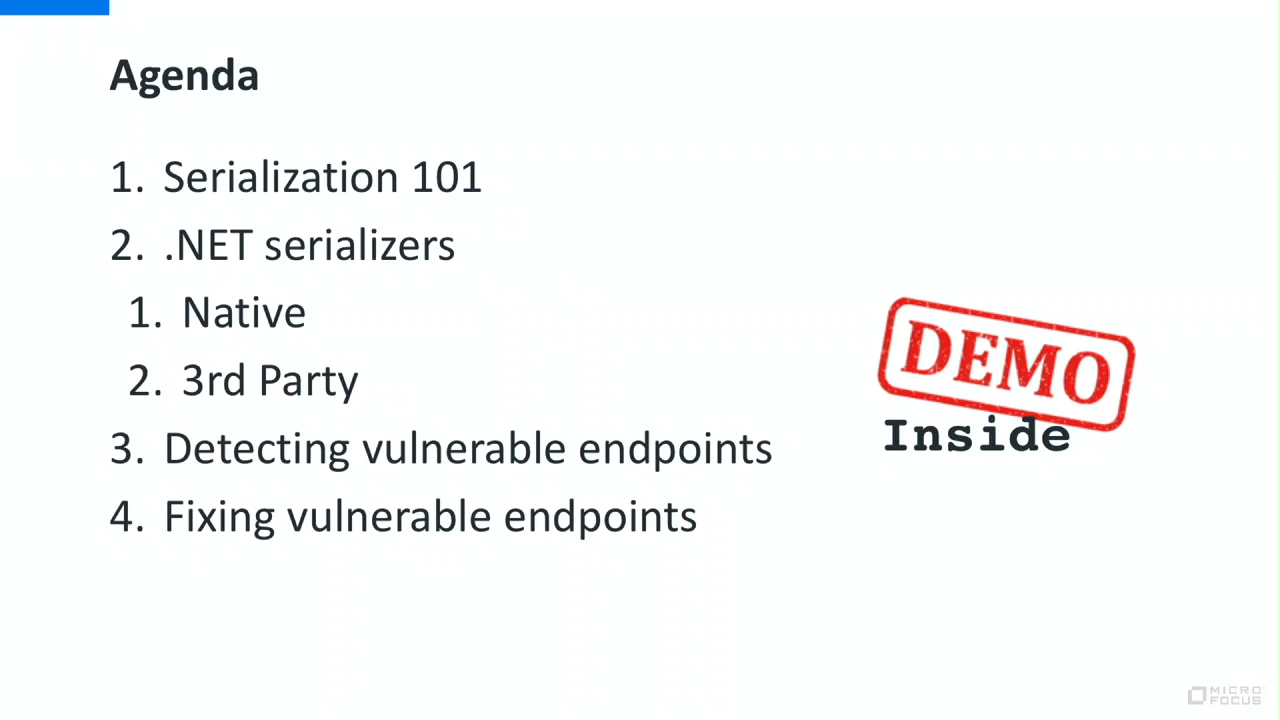 Agenda
1. Serialization 101
2. .NET serializers
1. Native
2. 3rd Party
3. Detecting vulnerable endpoints
4. Fixing vulnerable endpoints
DEMO
Inside
MICRO
FOCUS